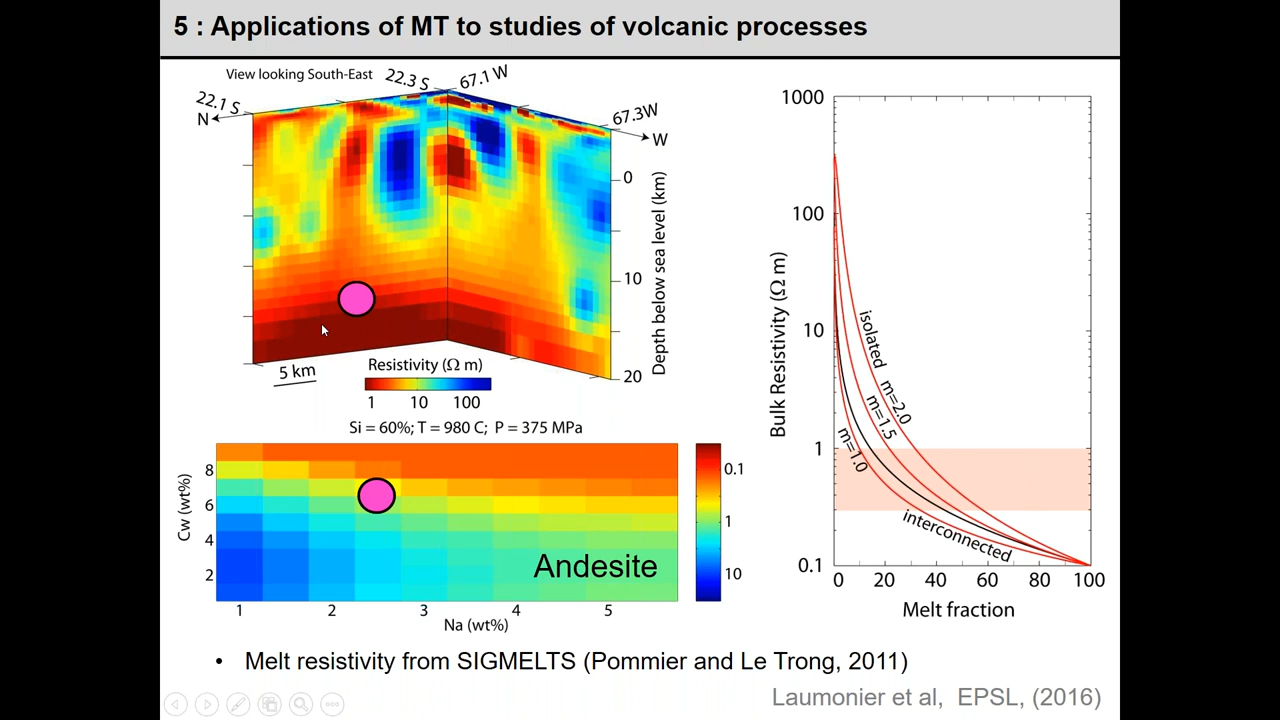 5 : Applications of MT to studies of volcanic processes
View looking South-East
22.3 S
67.1 W
22.1 S
67.3W
N
W
0
10
20
Depth below sea level (km)
5 km
Resistivity (Ω m)
1 10 100
Si = 60%; T = 980 C; P = 375 MPa
8
6
4
2
Cw (wt%)
1 2 3 4 5
Na (wt%)
Andesite
0.1
1
10
1000
100
10
1
0.1
Bulk Resistivity (Ω m)
isolated
m=2.0
m=1.5
m=1.0
interconnected
0 20 40 60 80 100
Melt fraction
• Melt resistivity from SIGMELTS (Pommier and Le Trong, 2011)
Laumonier et al, EPSL, (2016)